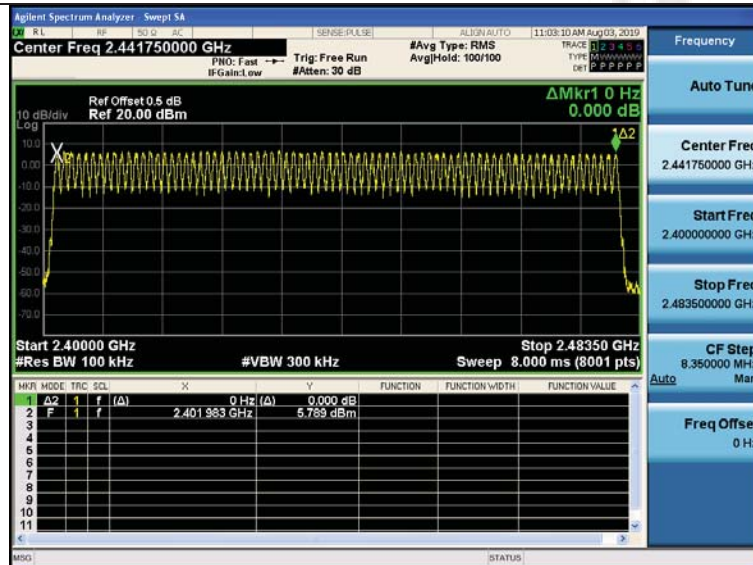 Agilent Spectrum Analyzer - Swept SA
RL RF 50 Ω AC SENSE:PULSE ALIGN AUTO 11:03:10 AM Aug 03, 2019
Center Freq 2.441750000 GHz
PNO: Fast
IFGain:Low
Trig: Free Run
#Atten: 30 dB
#Avg Type: RMS
Avg|Hold: 100/100
TRACE 1 2 3 4 5 6
TYPE MWWWWW
DET P P P P P P
Ref Offset 0.5 dB
10 dB/div Ref 20.00 dBm
Log
ΔMkr1 0 Hz
0.000 dB
1Δ2
10.0
0.00
-10.0
-20.0
-30.0
-40.0
-50.0
-60.0
-70.0
Start 2.40000 GHz Stop 2.48350 GHz
#Res BW 100 kHz #VBW 300 kHz Sweep 8.000 ms (8001 pts)
MKR MODE TRC SCL X Y FUNCTION FUNCTION WIDTH FUNCTION VALUE
1 Δ2 1 f (Δ) 0 Hz (Δ) 0.000 dB
2 F 1 f 2.401 983 GHz 5.789 dBm
3
4
5
6
7
8
9
10
11
MSG STATUS
Frequency
Auto Tune
Center Freq
2.441750000 GHz
Start Freq
2.400000000 GHz
Stop Freq
2.483500000 GHz
CF Step
8.350000 MHz
Auto Man
Freq Offset
0 Hz